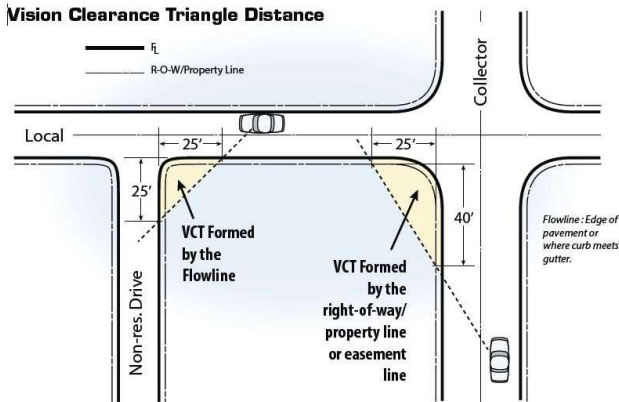 Vision Clearance Triangle Distance
FL
R-O-W/Property Line
Collector
Local
25'
25'
25'
40'
VCT Formed
by the
Flowline
VCT Formed
by the
right-of-way/
property line
or easement
line
Flowline: Edge of
pavement or
where curb meets
gutter.
Non-res. Drive